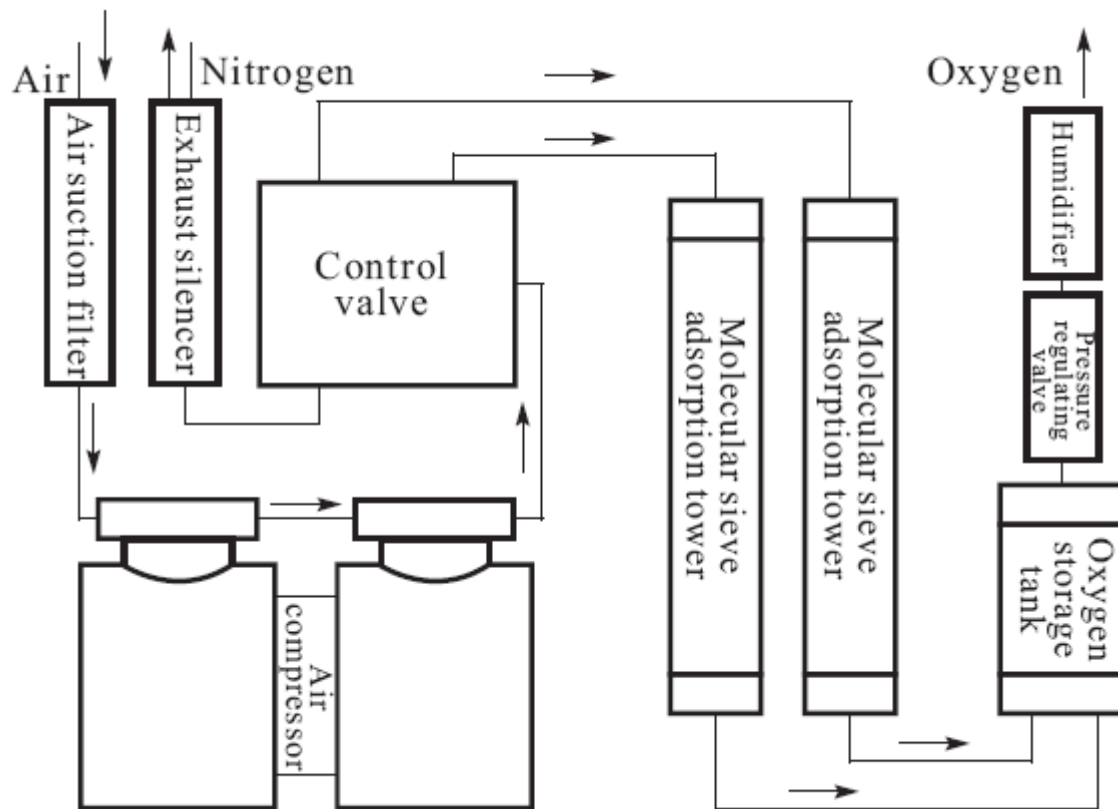 Air
Nitrogen
Oxygen
Air suction filter
Exhaust silencer
Control
valve
Molecular sieve
adsorption tower
Molecular sieve
adsorption tower
Humidifier
Pressure
regulating
valve
Oxygen
storage
tank
Air
compressor